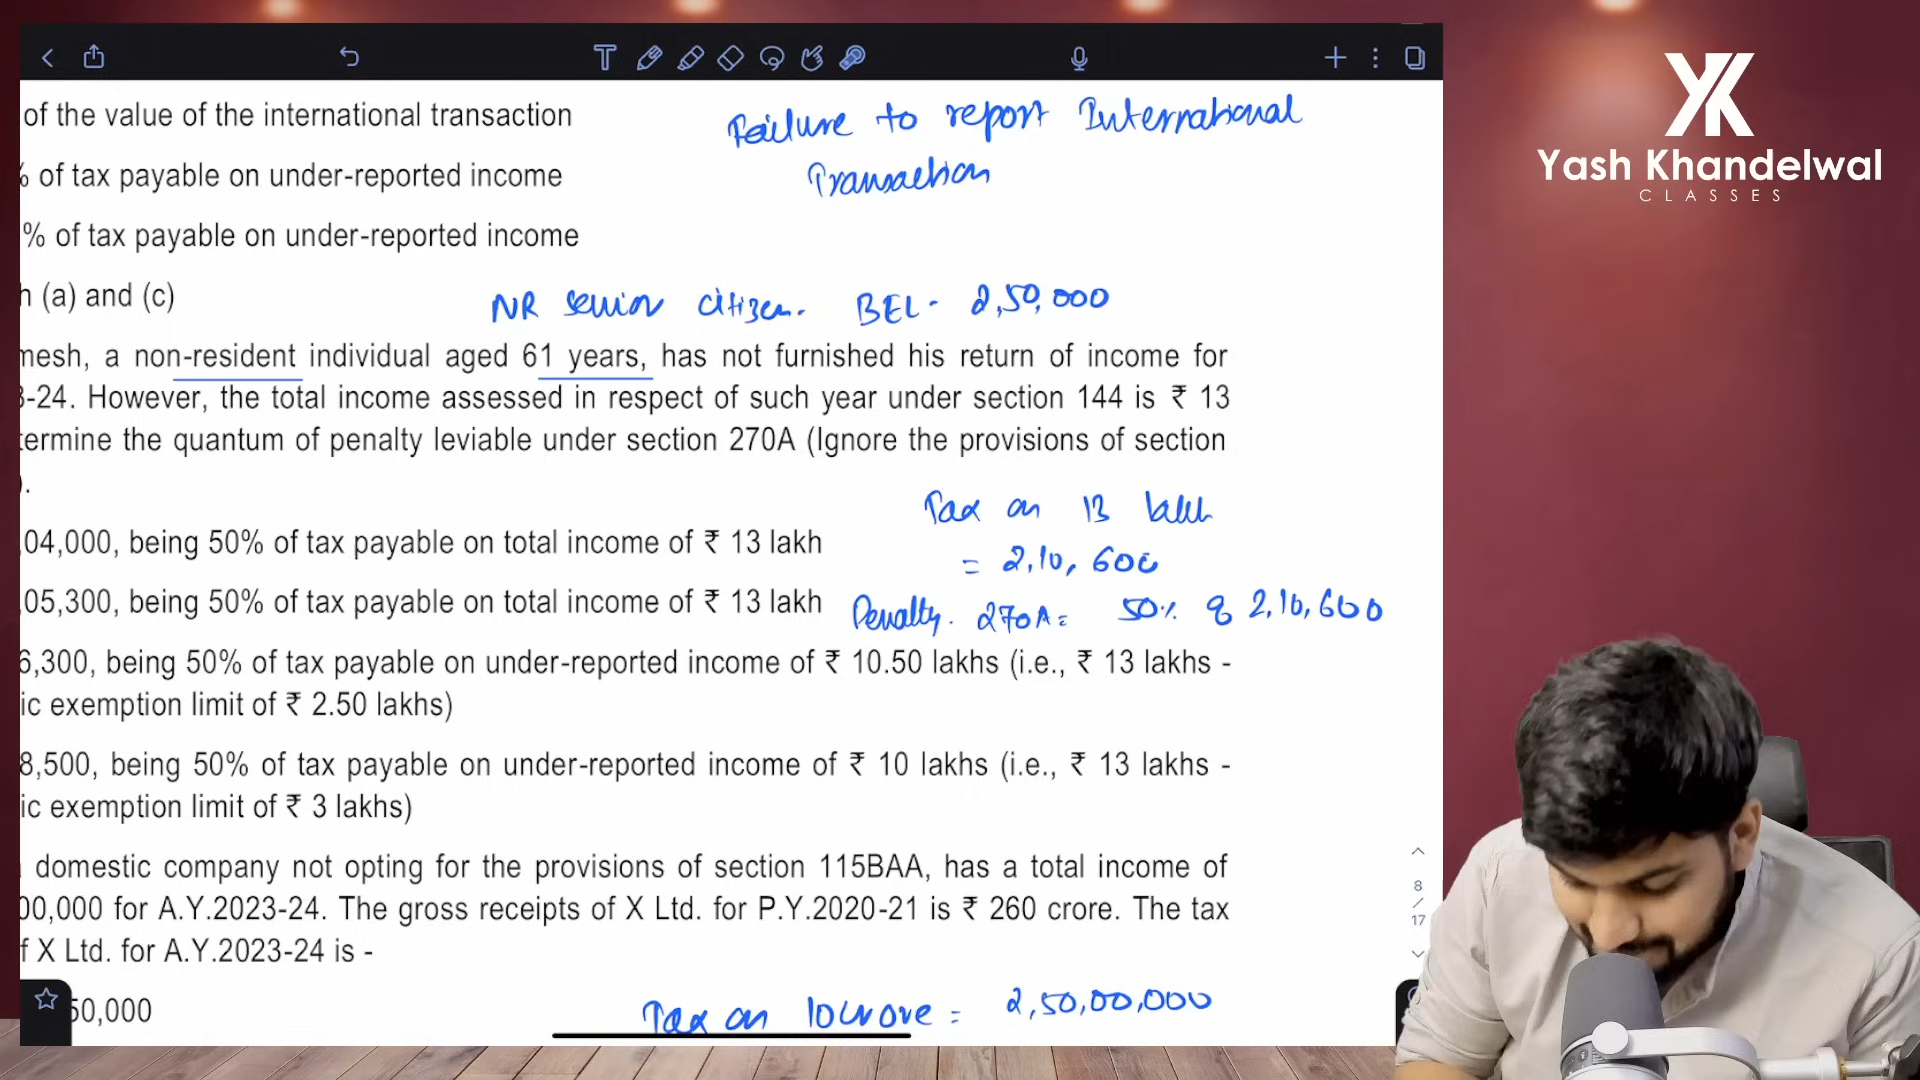 of the value of the international transaction
Failure to report International
Transaction
% of tax payable on under-reported income
% of tax payable on under-reported income
(a) and (c)
NR senior citizen. BEL - 2,50,000
mesh, a non-resident individual aged 61 years, has not furnished his return of income for
-24. However, the total income assessed in respect of such year under section 144 is ₹ 13
termine the quantum of penalty leviable under section 270A (Ignore the provisions of section
).
Tax on 13 lakh
= 2,10,600
,04,000, being 50% of tax payable on total income of ₹ 13 lakh
,05,300, being 50% of tax payable on total income of ₹ 13 lakh
Penalty. 270A = 50% of 2,10,600
6,300, being 50% of tax payable on under-reported income of ₹ 10.50 lakhs (i.e., ₹ 13 lakhs -
ic exemption limit of ₹ 2.50 lakhs)
8,500, being 50% of tax payable on under-reported income of ₹ 10 lakhs (i.e., ₹ 13 lakhs -
ic exemption limit of ₹ 3 lakhs)
domestic company not opting for the provisions of section 115BAA, has a total income of
00,000 for A.Y.2023-24. The gross receipts of X Ltd. for P.Y.2020-21 is ₹ 260 crore. The tax
f X Ltd. for A.Y.2023-24 is -
50,000
Tax on 10 crore = 2,50,00,000
8
/
17
YK
Yash Khandelwal
CLASSES